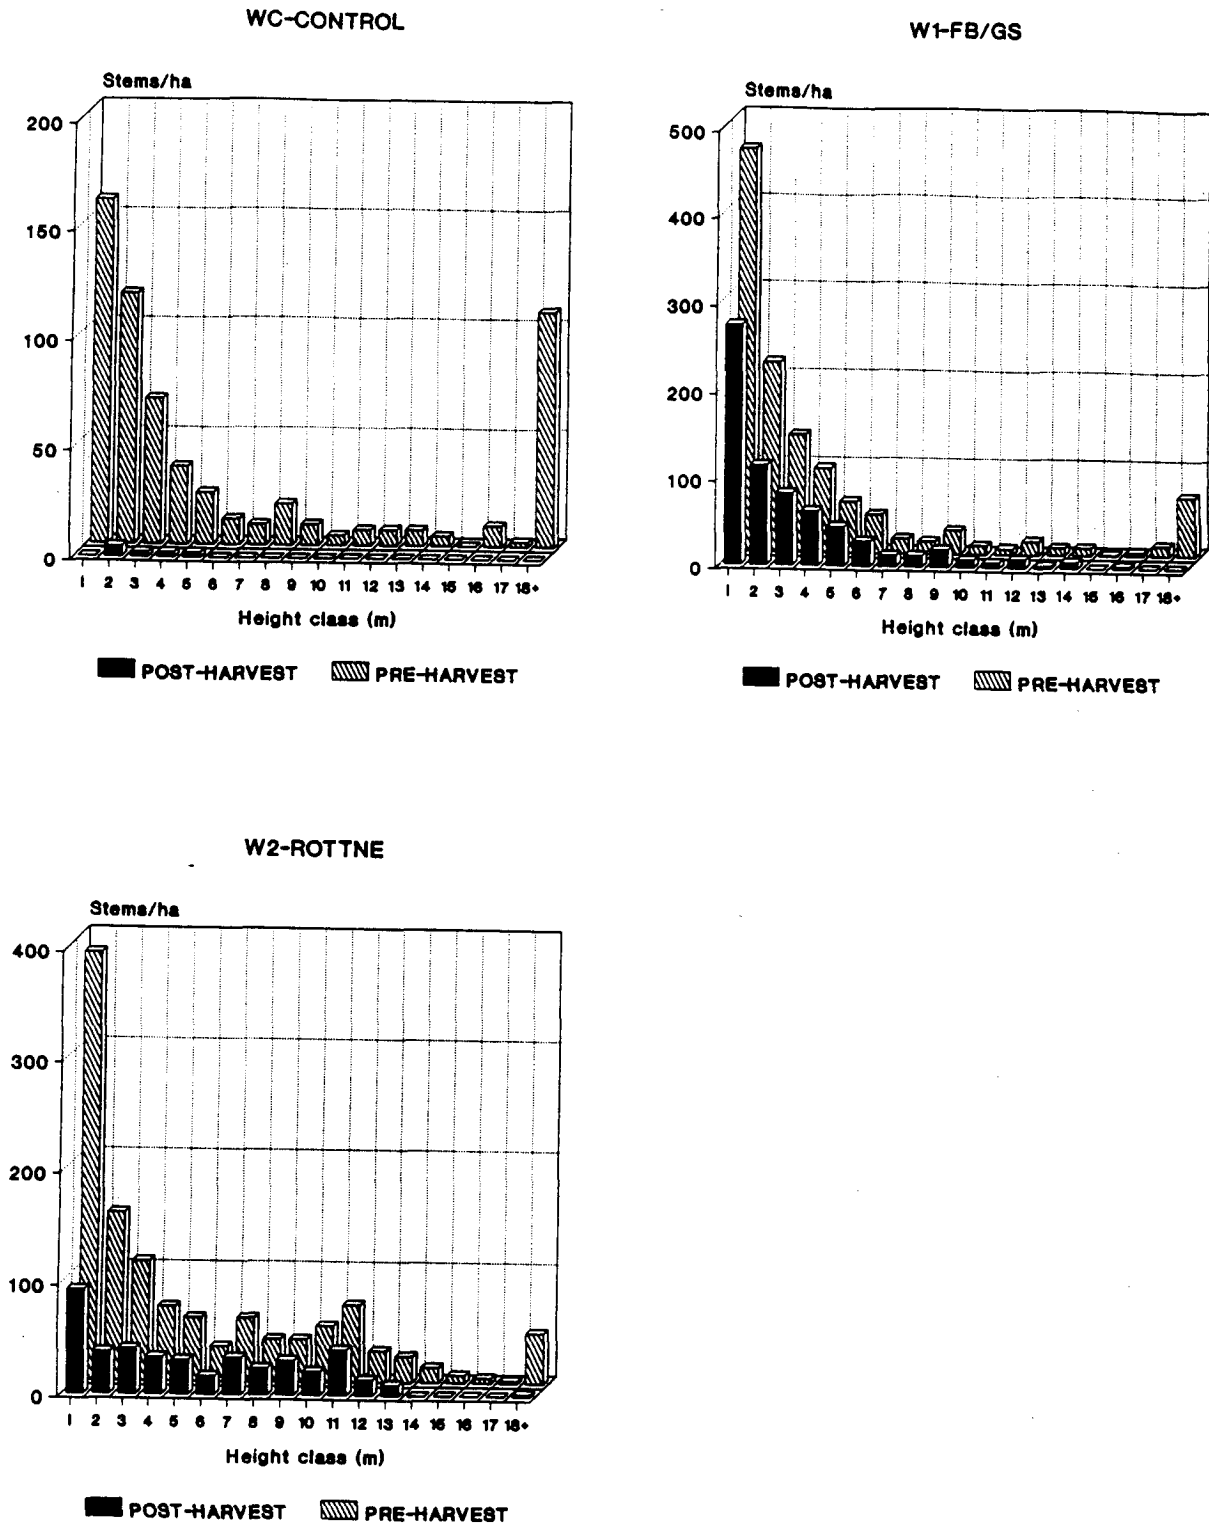 WC-CONTROL
Stems/ha
200
150
100
50
0
1 2 3 4 5 6 7 8 9 10 11 12 13 14 15 16 17 18+
Height class (m)
POST-HARVEST PRE-HARVEST
W1-FB/GS
Stems/ha
500
400
300
200
100
0
1 2 3 4 5 6 7 8 9 10 11 12 13 14 15 16 17 18+
Height class (m)
POST-HARVEST PRE-HARVEST
W2-ROTTNE
Stems/ha
400
300
200
100
0
1 2 3 4 5 6 7 8 9 10 11 12 13 14 15 16 17 18+
Height class (m)
POST-HARVEST PRE-HARVEST